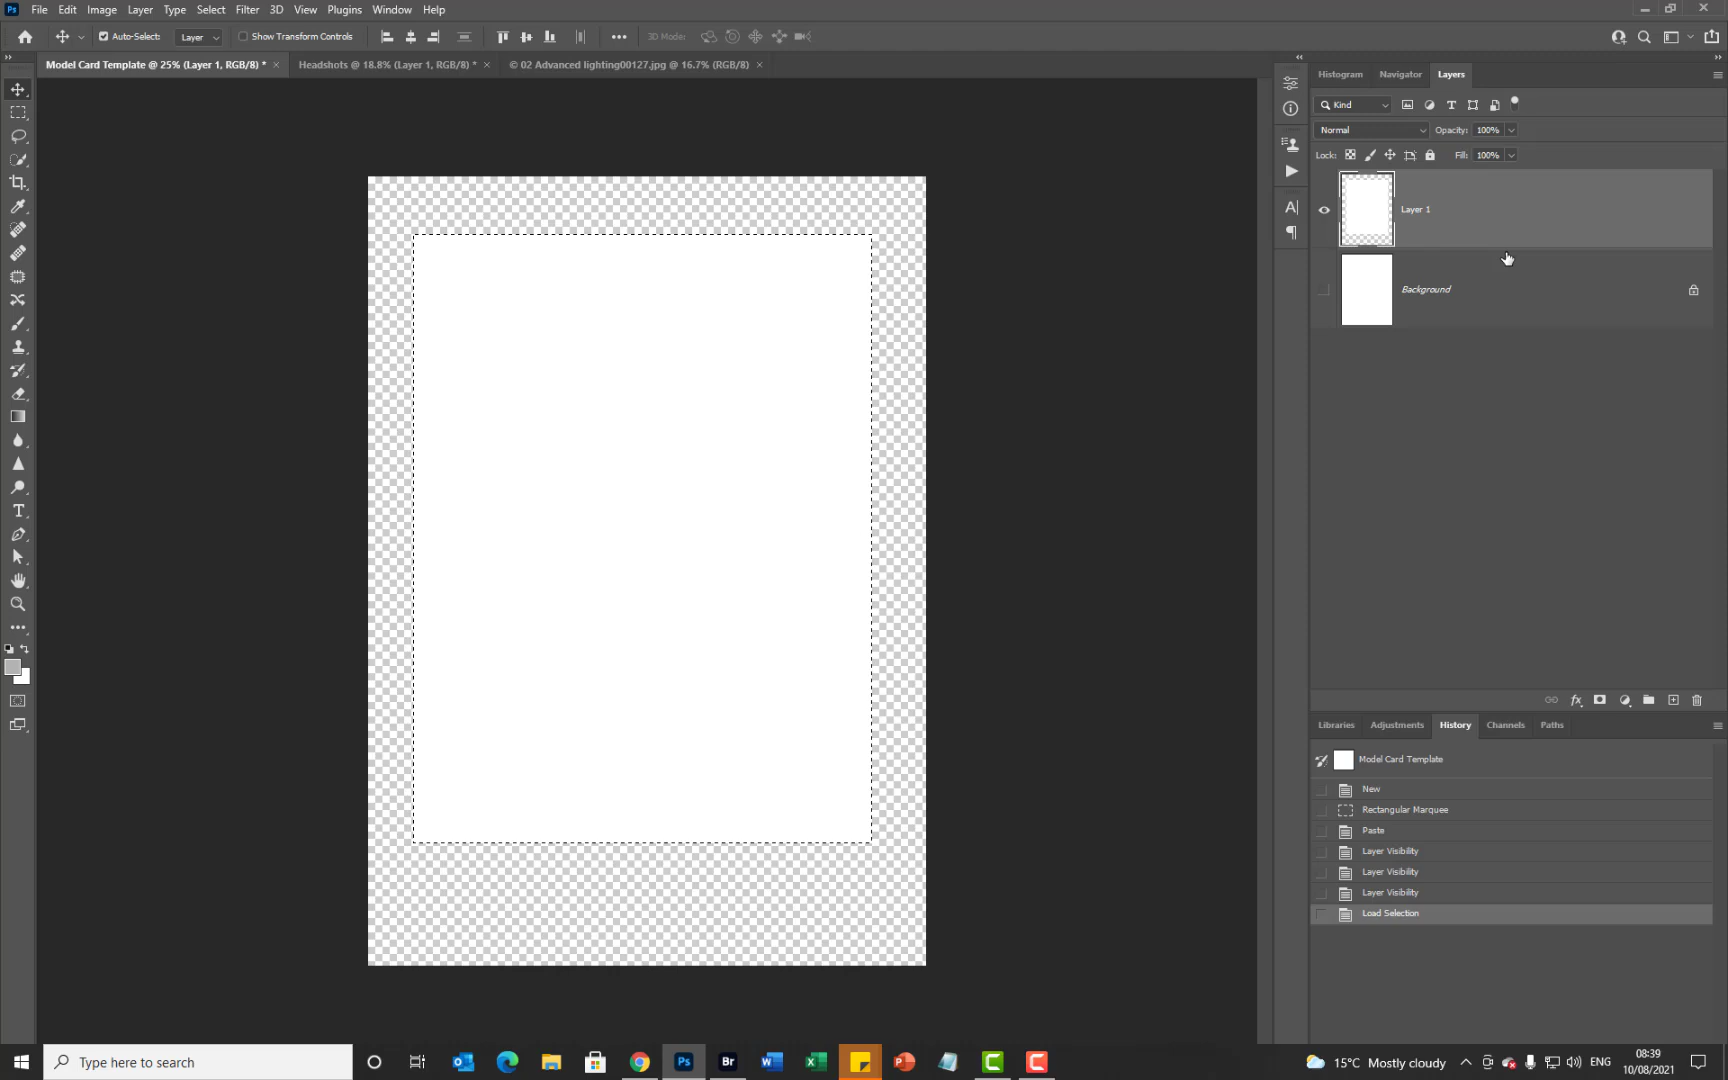 Ps File Edit Image Layer Type Select Filter 3D View Plugins Window Help
Auto-Select: Layer Show Transform Controls 3D Mode:
Model Card Template @ 25% (Layer 1, RGB/8) * Headshots @ 18.8% (Layer 1, RGB/8) * © 02 Advanced lighting00127.jpg @ 16.7% (RGB/8)
Histogram Navigator Layers
Kind
Normal Opacity: 100%
Lock: Fill: 100%
Layer 1
Background
Libraries Adjustments History Channels Paths
Model Card Template
New
Rectangular Marquee
Paste
Layer Visibility
Layer Visibility
Layer Visibility
Load Selection
Type here to search
Ps Br
15°C Mostly cloudy
ENG
08:39
10/08/2021